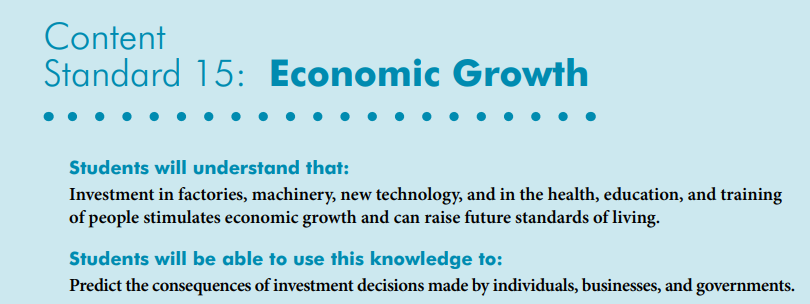 Content
Standard 15: Economic Growth
Students will understand that:
Investment in factories, machinery, new technology, and in the health, education, and training
of people stimulates economic growth and can raise future standards of living.
Students will be able to use this knowledge to:
Predict the consequences of investment decisions made by individuals, businesses, and governments.